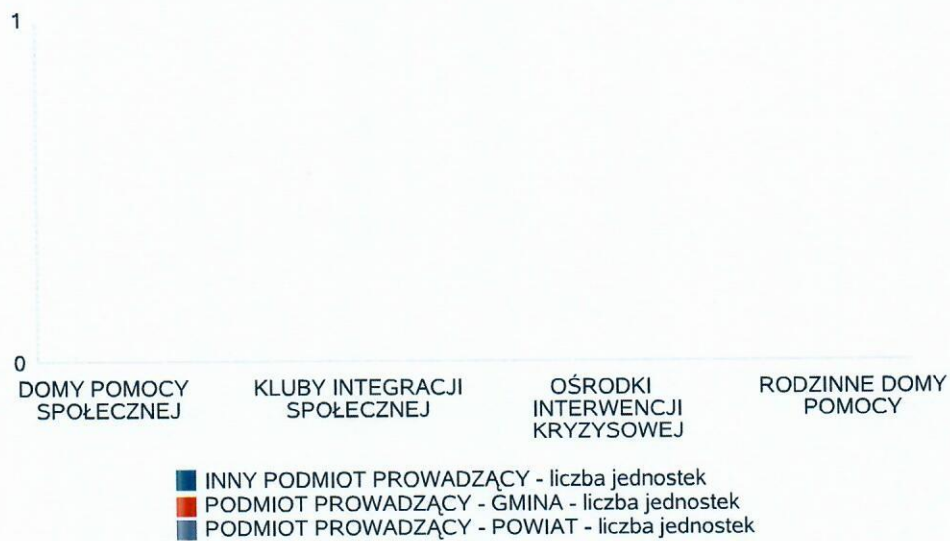 1
0
DOMY POMOCY
SPOŁECZNEJ
KLUBY INTEGRACJI
SPOŁECZNEJ
OŚRODKI
INTERWENCJI
KRYZYSOWEJ
RODZINNE DOMY
POMOCY
INNY PODMIOT PROWADZĄCY - liczba jednostek
PODMIOT PROWADZĄCY - GMINA - liczba jednostek
PODMIOT PROWADZĄCY - POWIAT - liczba jednostek